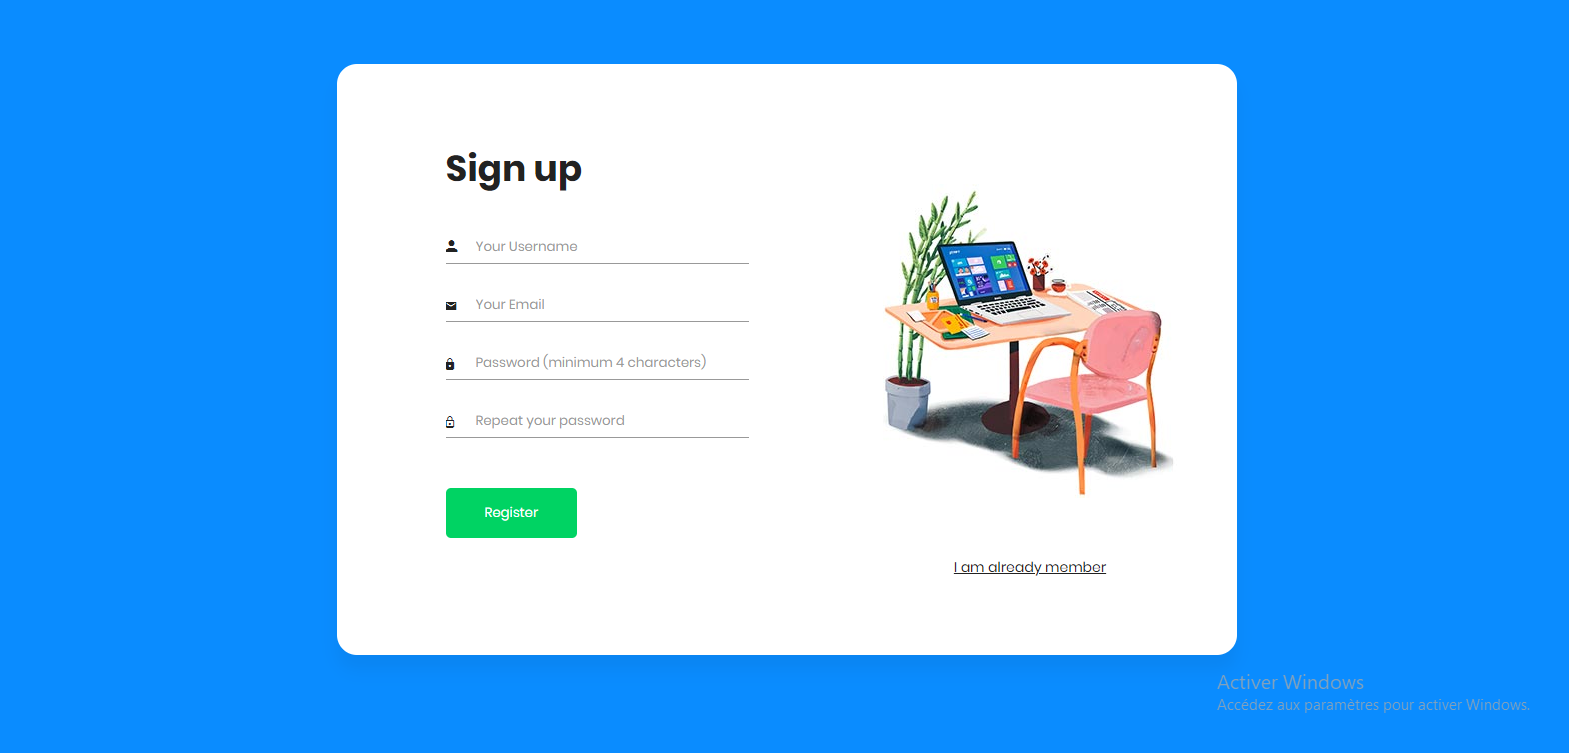 Sign up
Your Username
Your Email
Password (minimum 4 characters)
Repeat your password
Register
I am already member
Activer Windows
Accédez aux paramètres pour activer Windows.